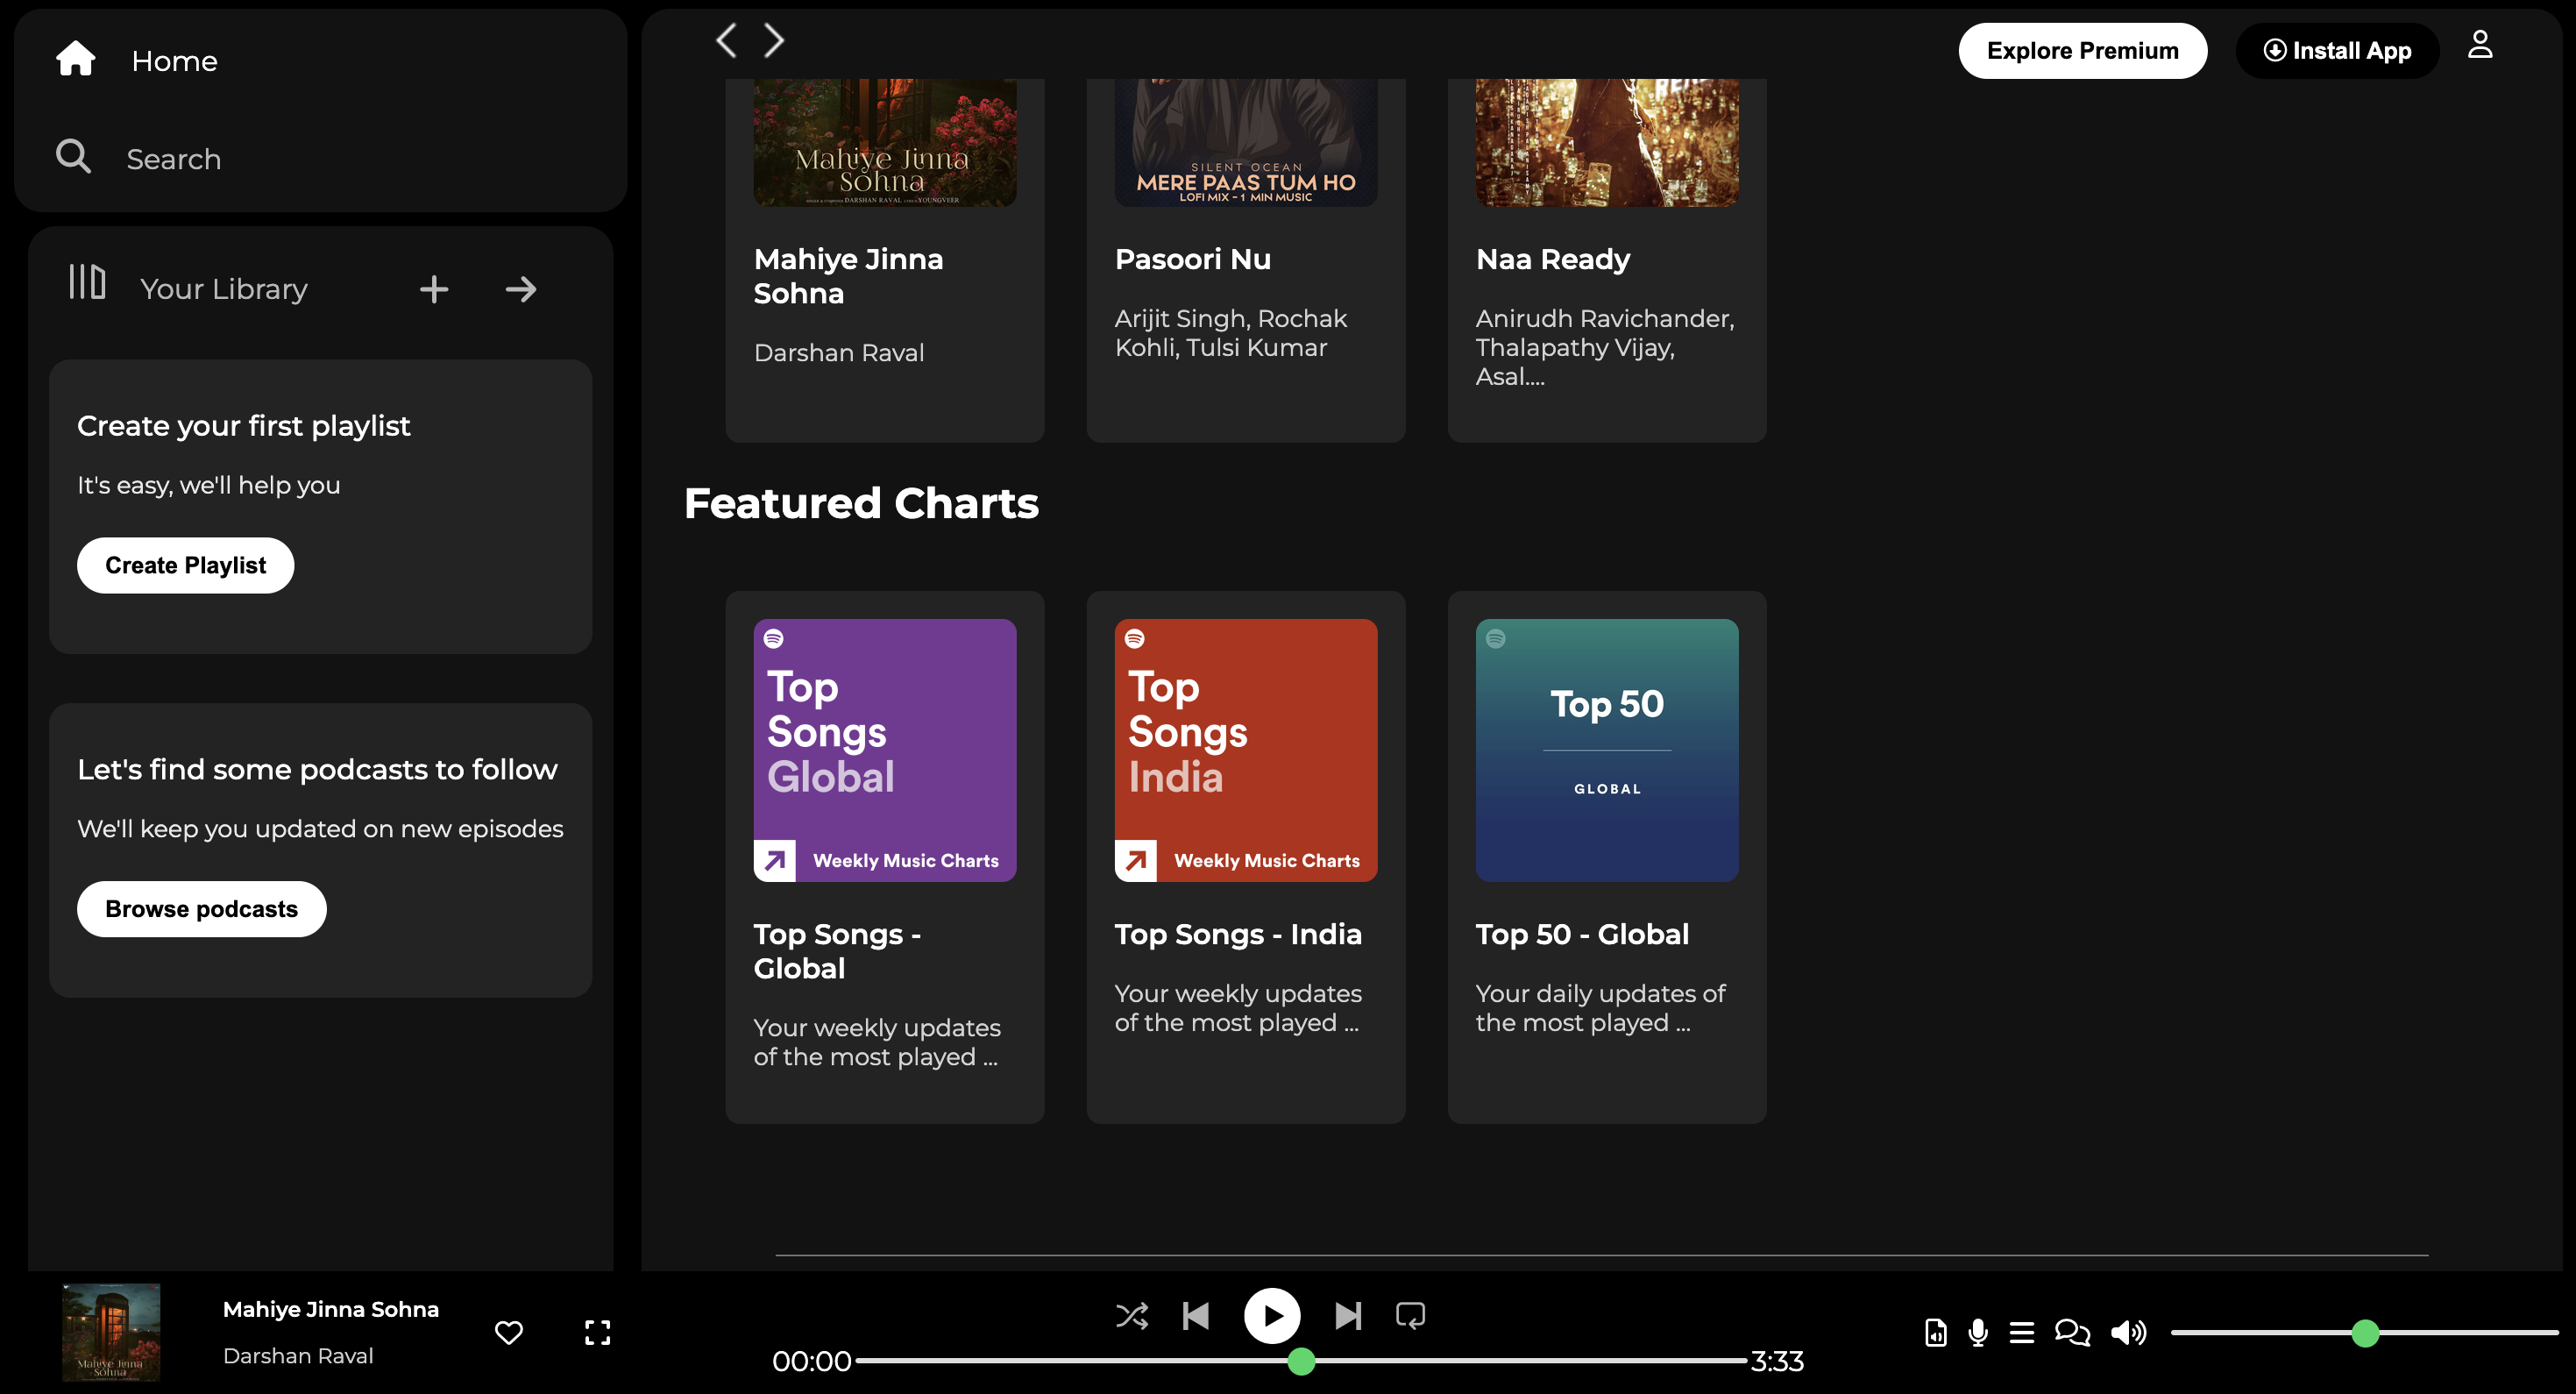 Home
Search
Your Library
Create your first playlist
It's easy, we'll help you
Create Playlist
Let's find some podcasts to follow
We'll keep you updated on new episodes
Browse podcasts
Explore Premium
Install App
Mahiye Jinna
Sohna
DARSHAN RAVAL
YOUNGVEER
SILENT OCEAN
MERE PAAS TUM HO
LOFI MIX - 1 MIN MUSIC
Mahiye Jinna
Sohna
Darshan Raval
Pasoori Nu
Arijit Singh, Rochak
Kohli, Tulsi Kumar
Naa Ready
Anirudh Ravichander,
Thalapathy Vijay,
Asal....
Featured Charts
Top
Songs
Global
Weekly Music Charts
Top
Songs
India
Weekly Music Charts
Top 50
GLOBAL
Top Songs -
Global
Your weekly updates
of the most played ...
Top Songs - India
Your weekly updates
of the most played ...
Top 50 - Global
Your daily updates of
the most played ...
Mahiye Jinna
Sohna
Mahiye Jinna Sohna
Darshan Raval
00:00
3:33